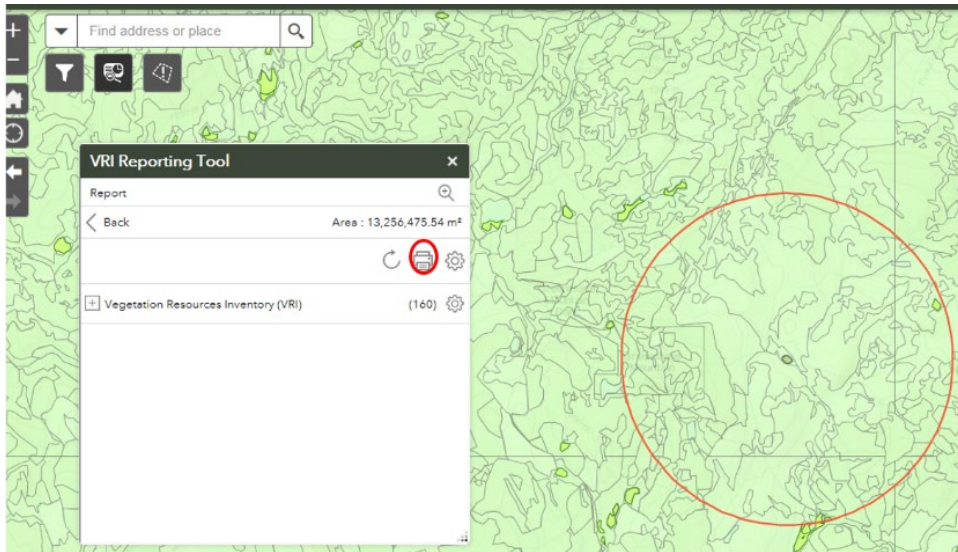 Find address or place
VRI Reporting Tool
Report
Back
Area : 13,256,475.54 m²
Vegetation Resources Inventory (VRI)
(160)